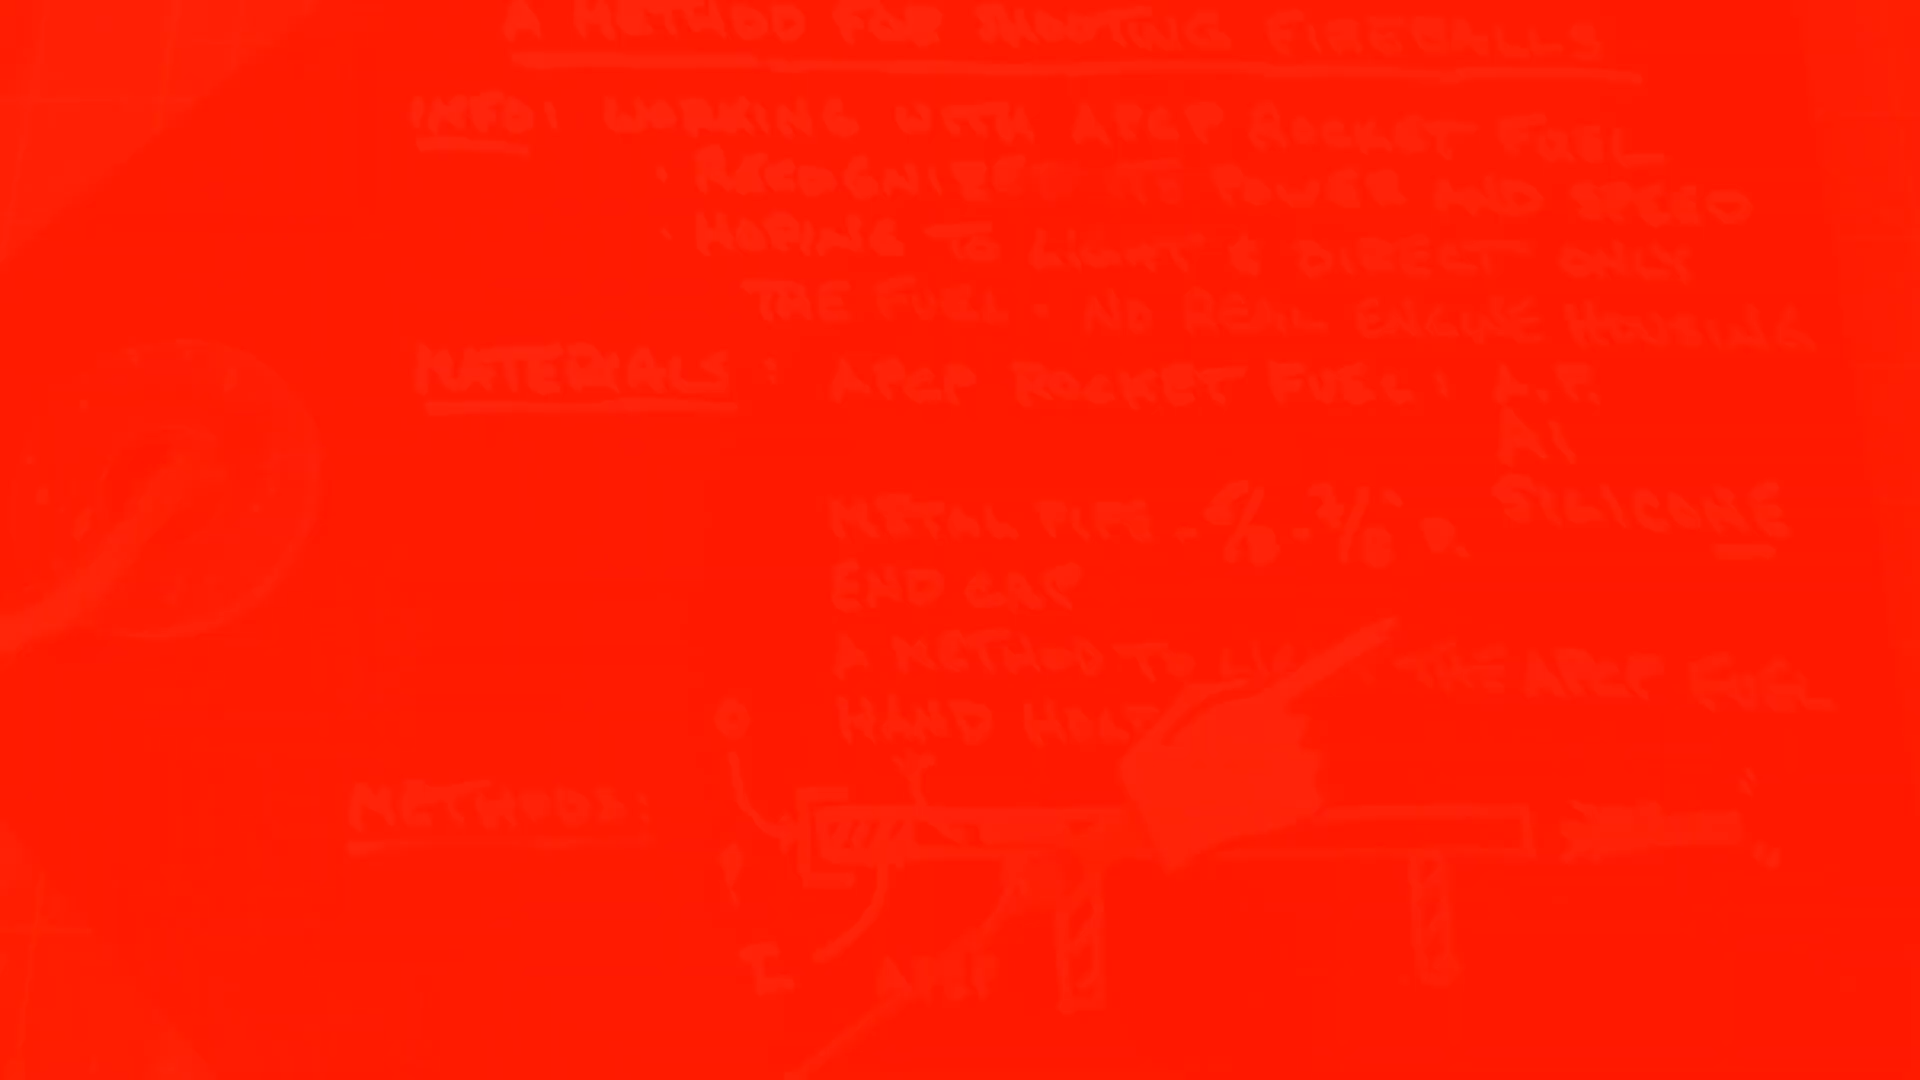 A METHOD FOR SHOOTING FIREBALLS
INFO: WORKING WITH APCP ROCKET FUEL
· RECOGNIZE TO POWER AND SPEED
· HOPING TO LIGHT & DIRECT ONLY
THE FUEL - NO REAL ENGINE HOUSING
MATERIALS: APCP ROCKET FUEL: A.P.
Al
SILICONE
METAL PIPE
END CAP
A METHOD TO THE APCP FUEL
HAND
METHODS:
I APCP